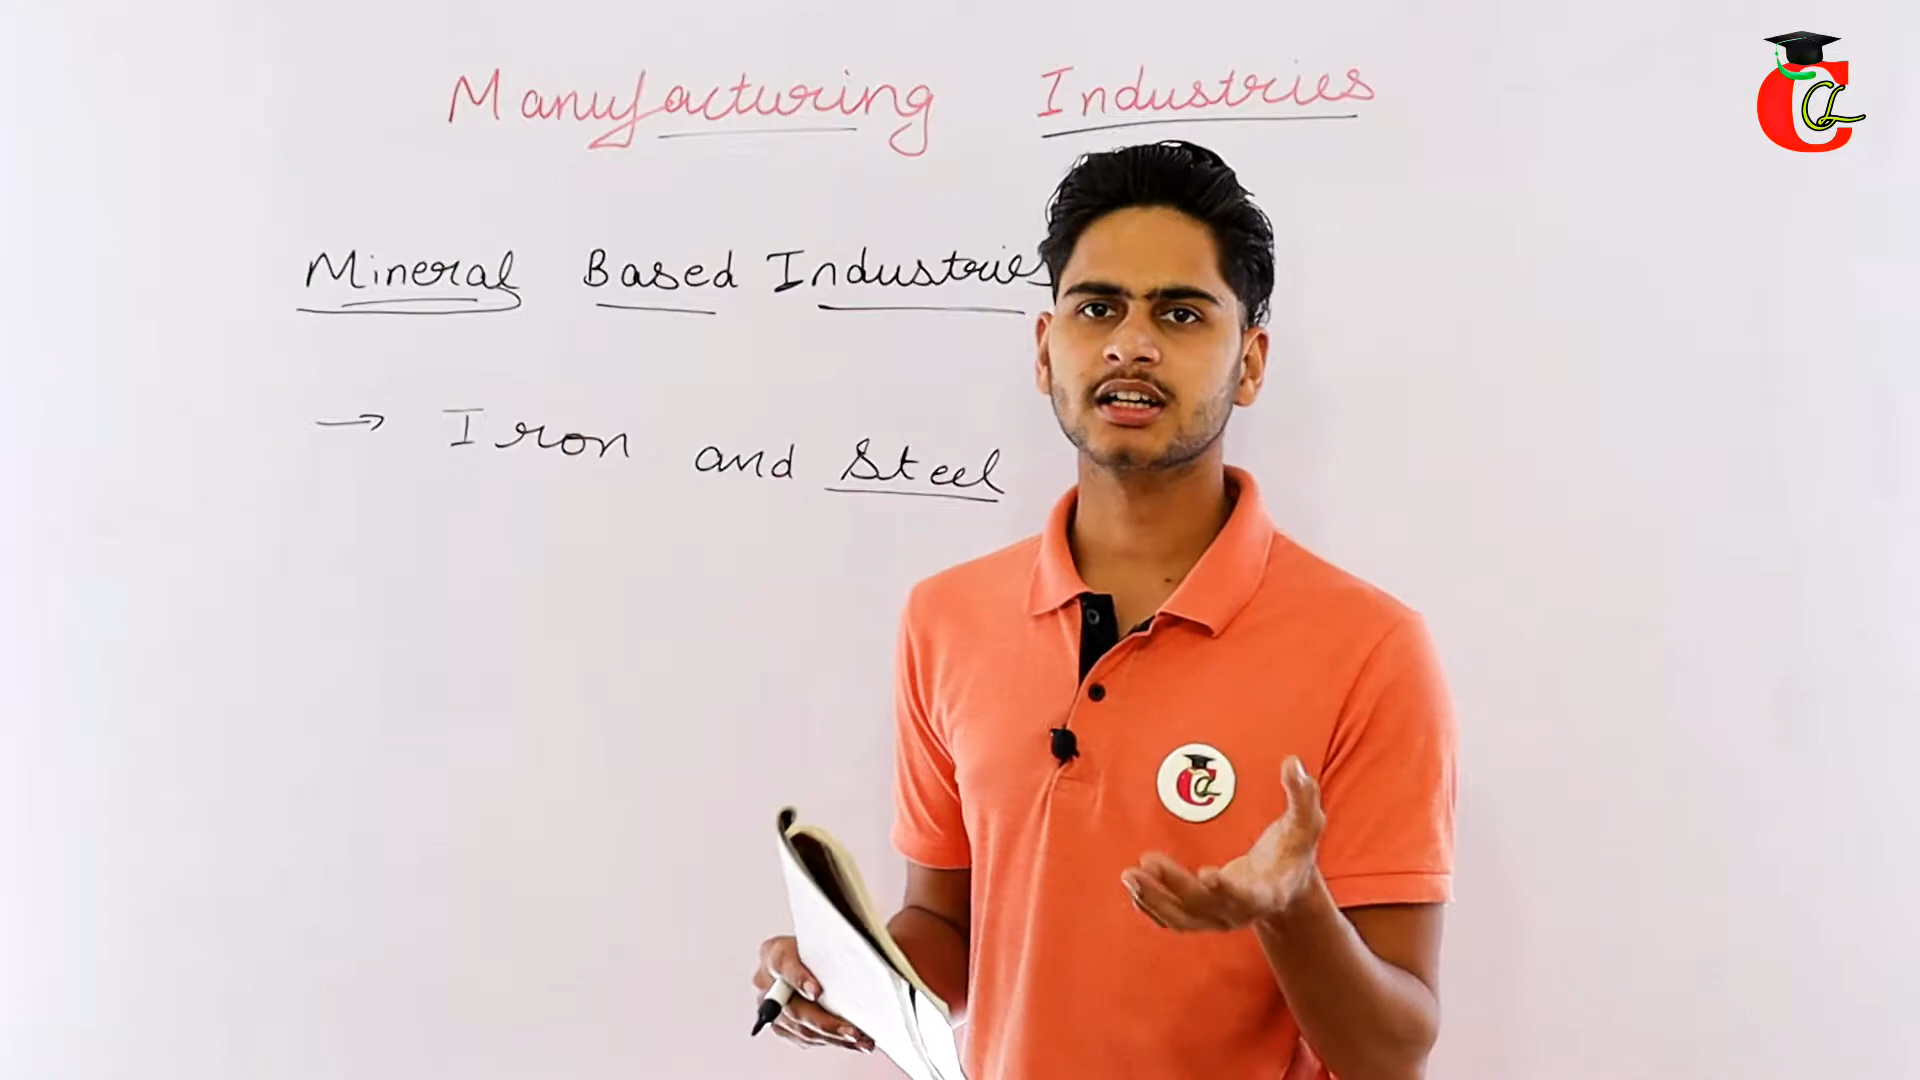 Manufacturing Industries
Mineral Based Industries
→ Iron and Steel